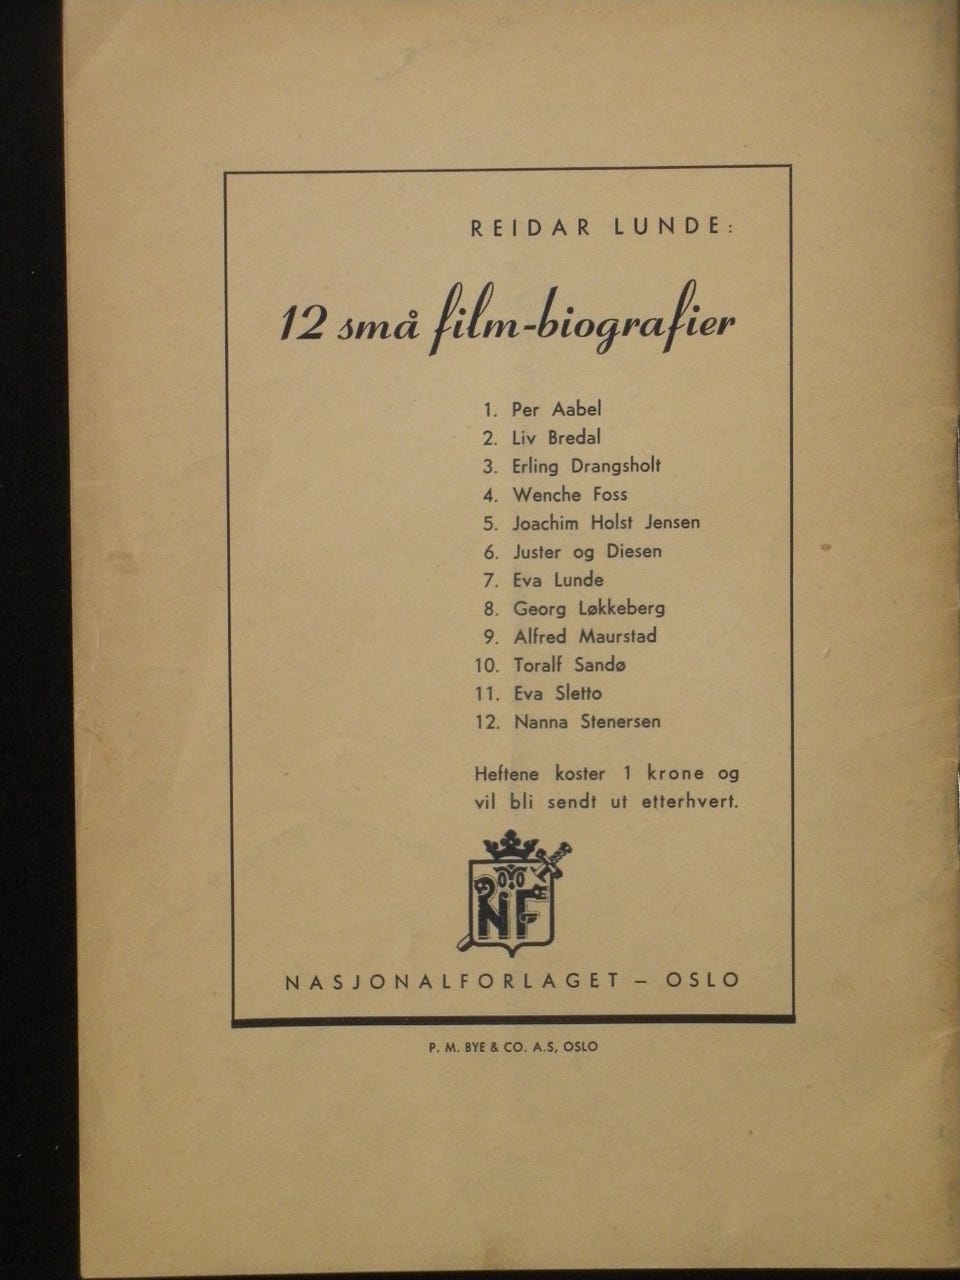 REIDAR LUNDE:
12 små film-biografier
1. Per Aabel
2. Liv Bredal
3. Erling Drangsholt
4. Wenche Foss
5. Joachim Holst Jensen
6. Juster og Diesen
7. Eva Lunde
8. Georg Løkkeberg
9. Alfred Maurstad
10. Toralf Sandø
11. Eva Sletto
12. Nanna Stenersen
Heftene koster 1 krone og
vil bli sendt ut etterhvert.
NF
NASJONALFORLAGET – OSLO
P. M. BYE & CO. A.S, OSLO